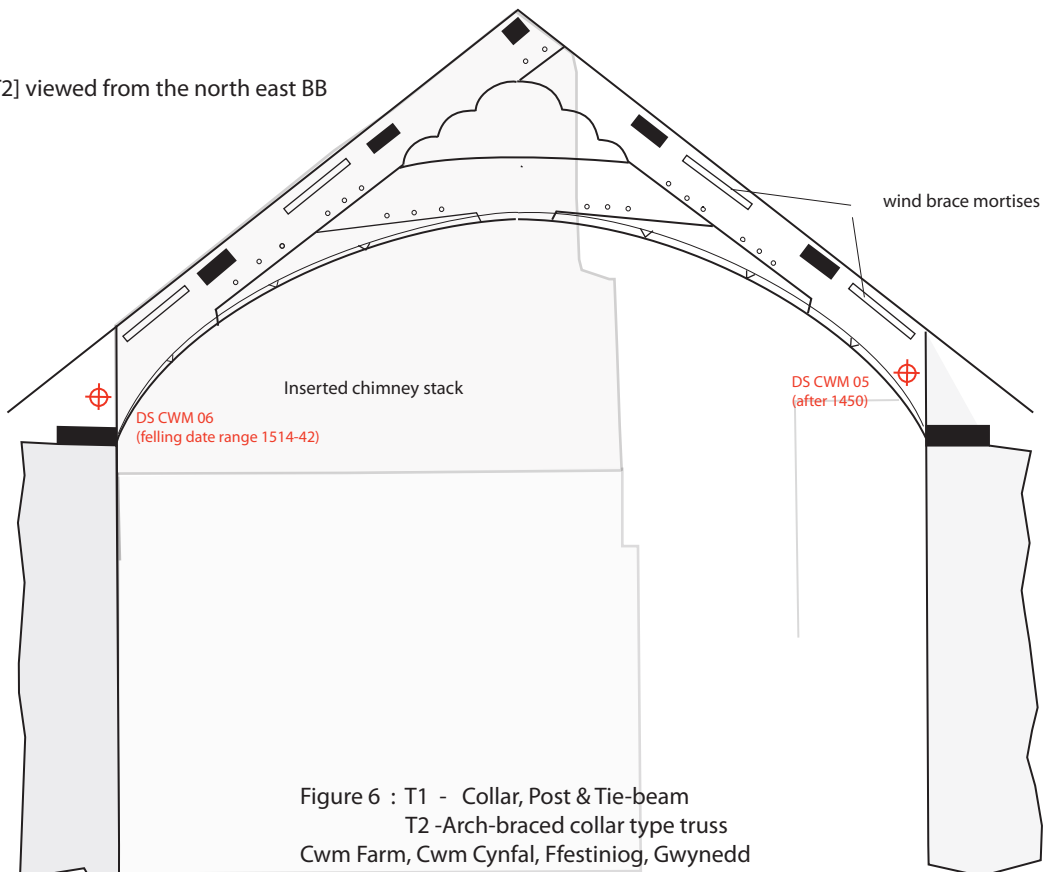 T2] viewed from the north east BB
wind brace mortises
Inserted chimney stack
DS CWM 05
(after 1450)
DS CWM 06
(felling date range 1514-42)
Figure 6 : T1 - Collar, Post & Tie-beam
T2 -Arch-braced collar type truss
Cwm Farm, Cwm Cynfal, Ffestiniog, Gwynedd